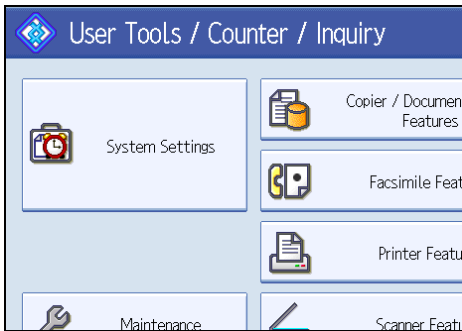 User Tools / Counter / Inquiry
System Settings
Copier / Documen
Features
Facsimile Feat
Printer Featu
Maintenance
Scanner Featu